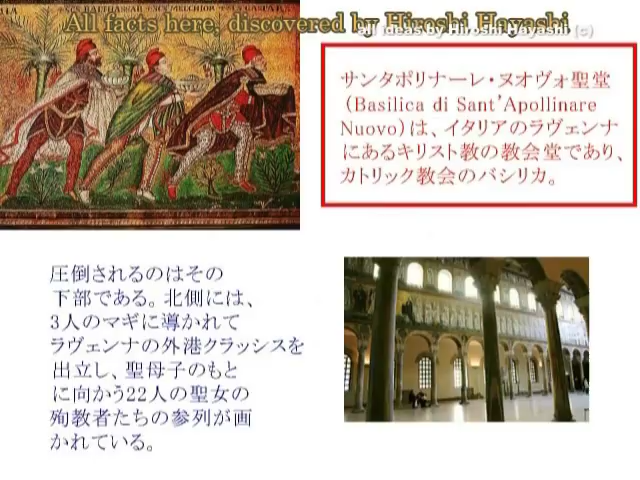 All facts here, discovered by Hiroshi Hayashi
all ideas by Hiroshi Hayashi (c)
SCS BALTHASSAR SCS MELCHIOR SCS GASPAR
サンタポリナーレ・ヌオヴォ聖堂
（Basilica di Sant'Apollinare
Nuovo）は、イタリアのラヴェンナ
にあるキリスト教の教会堂であり、
カトリック教会のバシリカ。
圧倒されるのはその
下部である。北側には、
3人のマギに導かれて
ラヴェンナの外港クラッシスを
出立し、聖母子のもと
に向かう22人の聖女の
殉教者たちの参列が画
かれている。